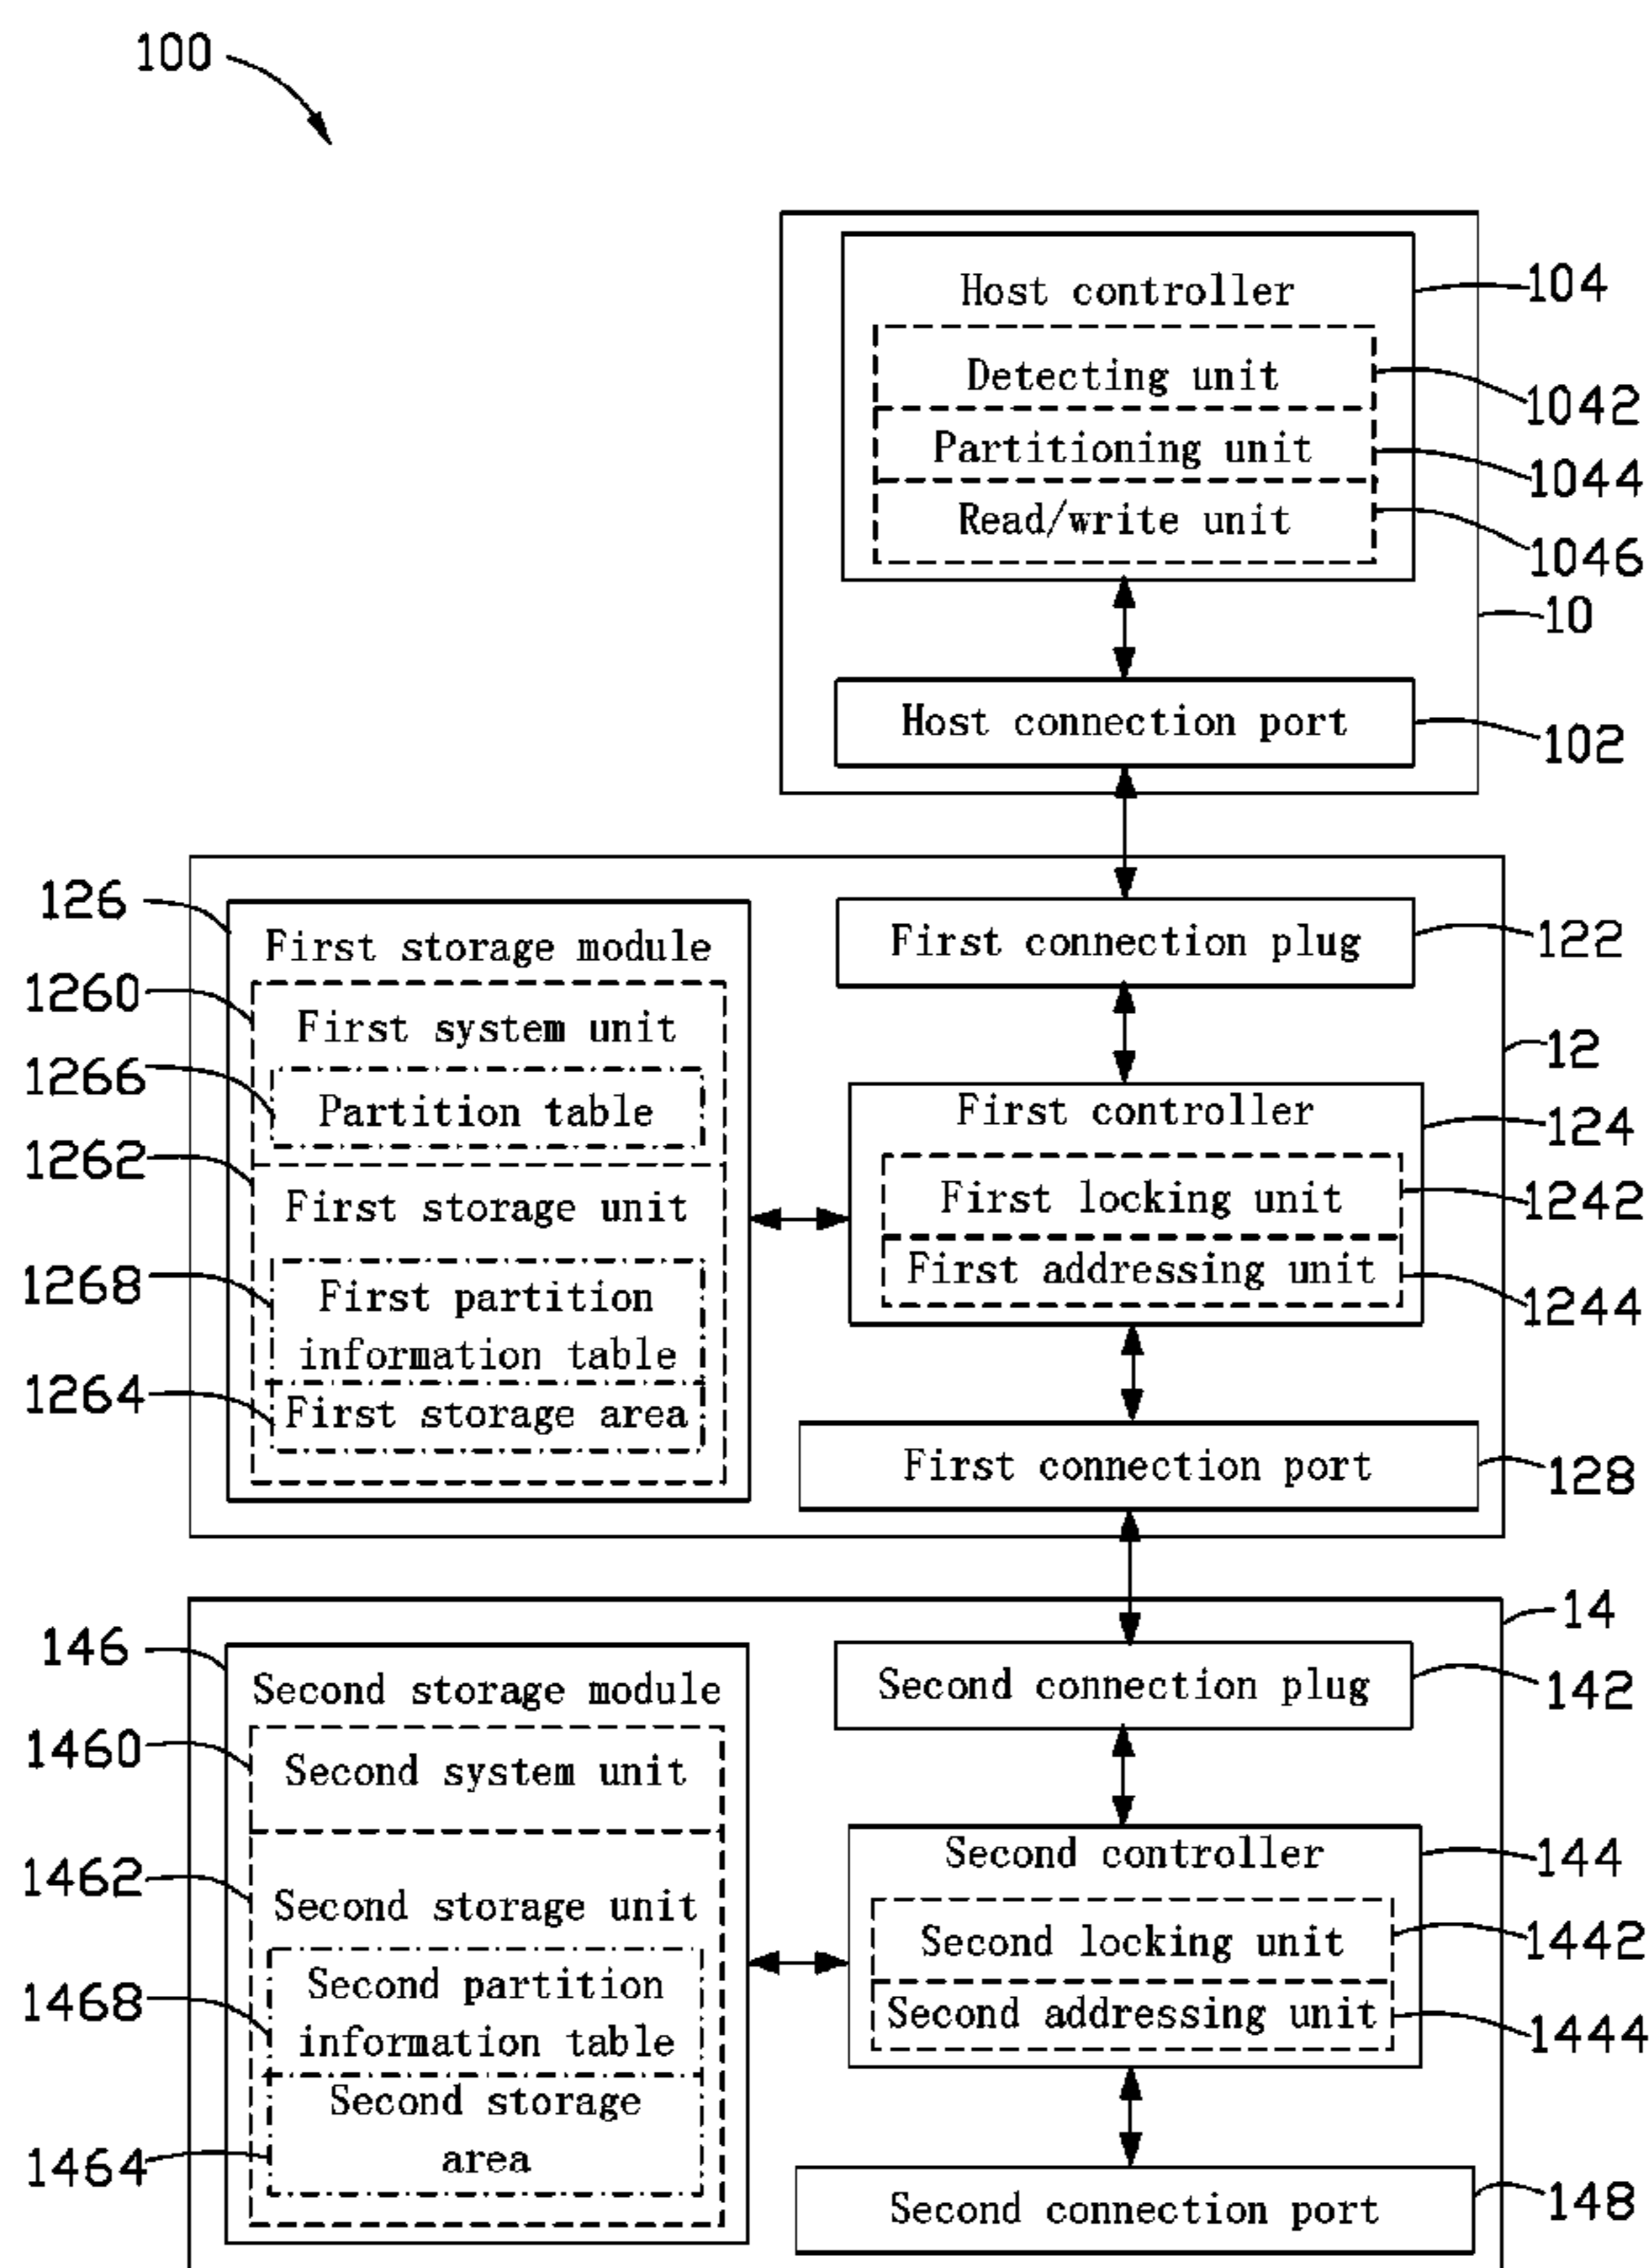 100
Host controller
104
Detecting unit
1042
Partitioning unit
1044
Read/write unit
1046
10
Host connection port
102
126
First storage module
First connection plug
122
1260
First system unit
12
1266
Partition table
First controller
124
1262
First storage unit
First locking unit
1242
1268
First partition
information table
First addressing unit
1244
1264
First storage area
First connection port
128
14
146
Second storage module
Second connection plug
142
1460
Second system unit
Second controller
144
1462
Second storage unit
Second locking unit
1442
1468
Second partition
information table
Second addressing unit
1444
Second storage
area
1464
Second connection port
148